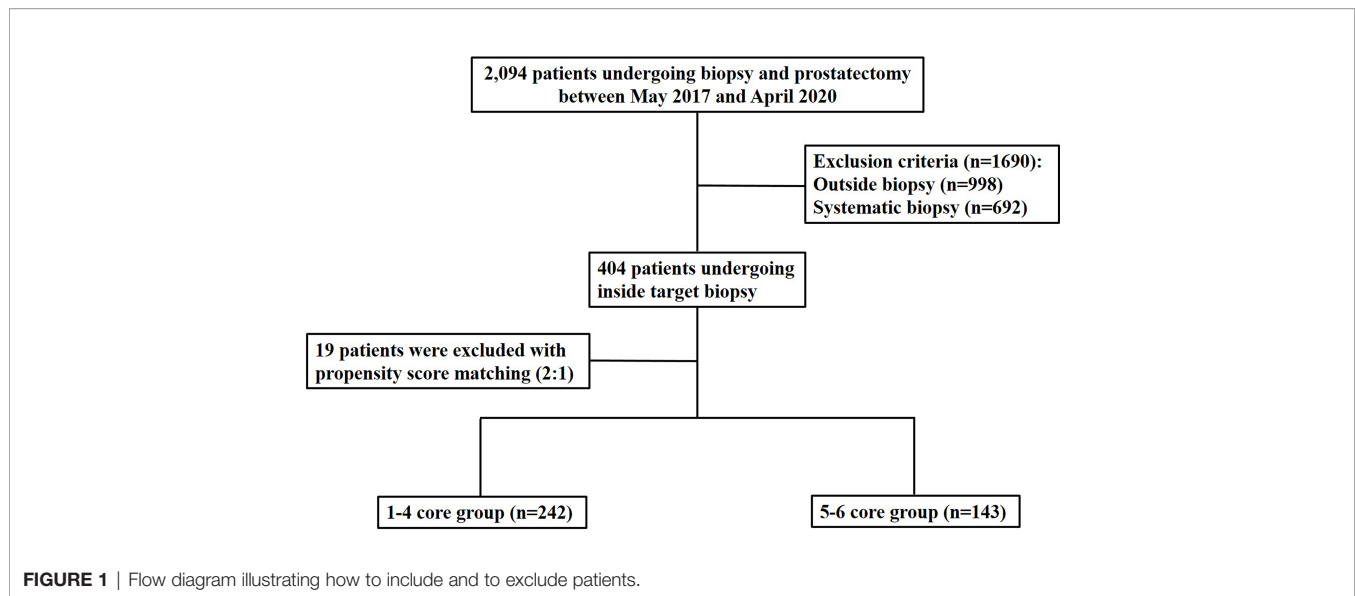 2,094 patients undergoing biopsy and prostatectomy
between May 2017 and April 2020
Exclusion criteria (n=1690):
Outside biopsy (n=998)
Systematic biopsy (n=692)
404 patients undergoing
inside target biopsy
19 patients were excluded with
propensity score matching (2:1)
1-4 core group (n=242)
5-6 core group (n=143)
FIGURE 1 | Flow diagram illustrating how to include and to exclude patients.